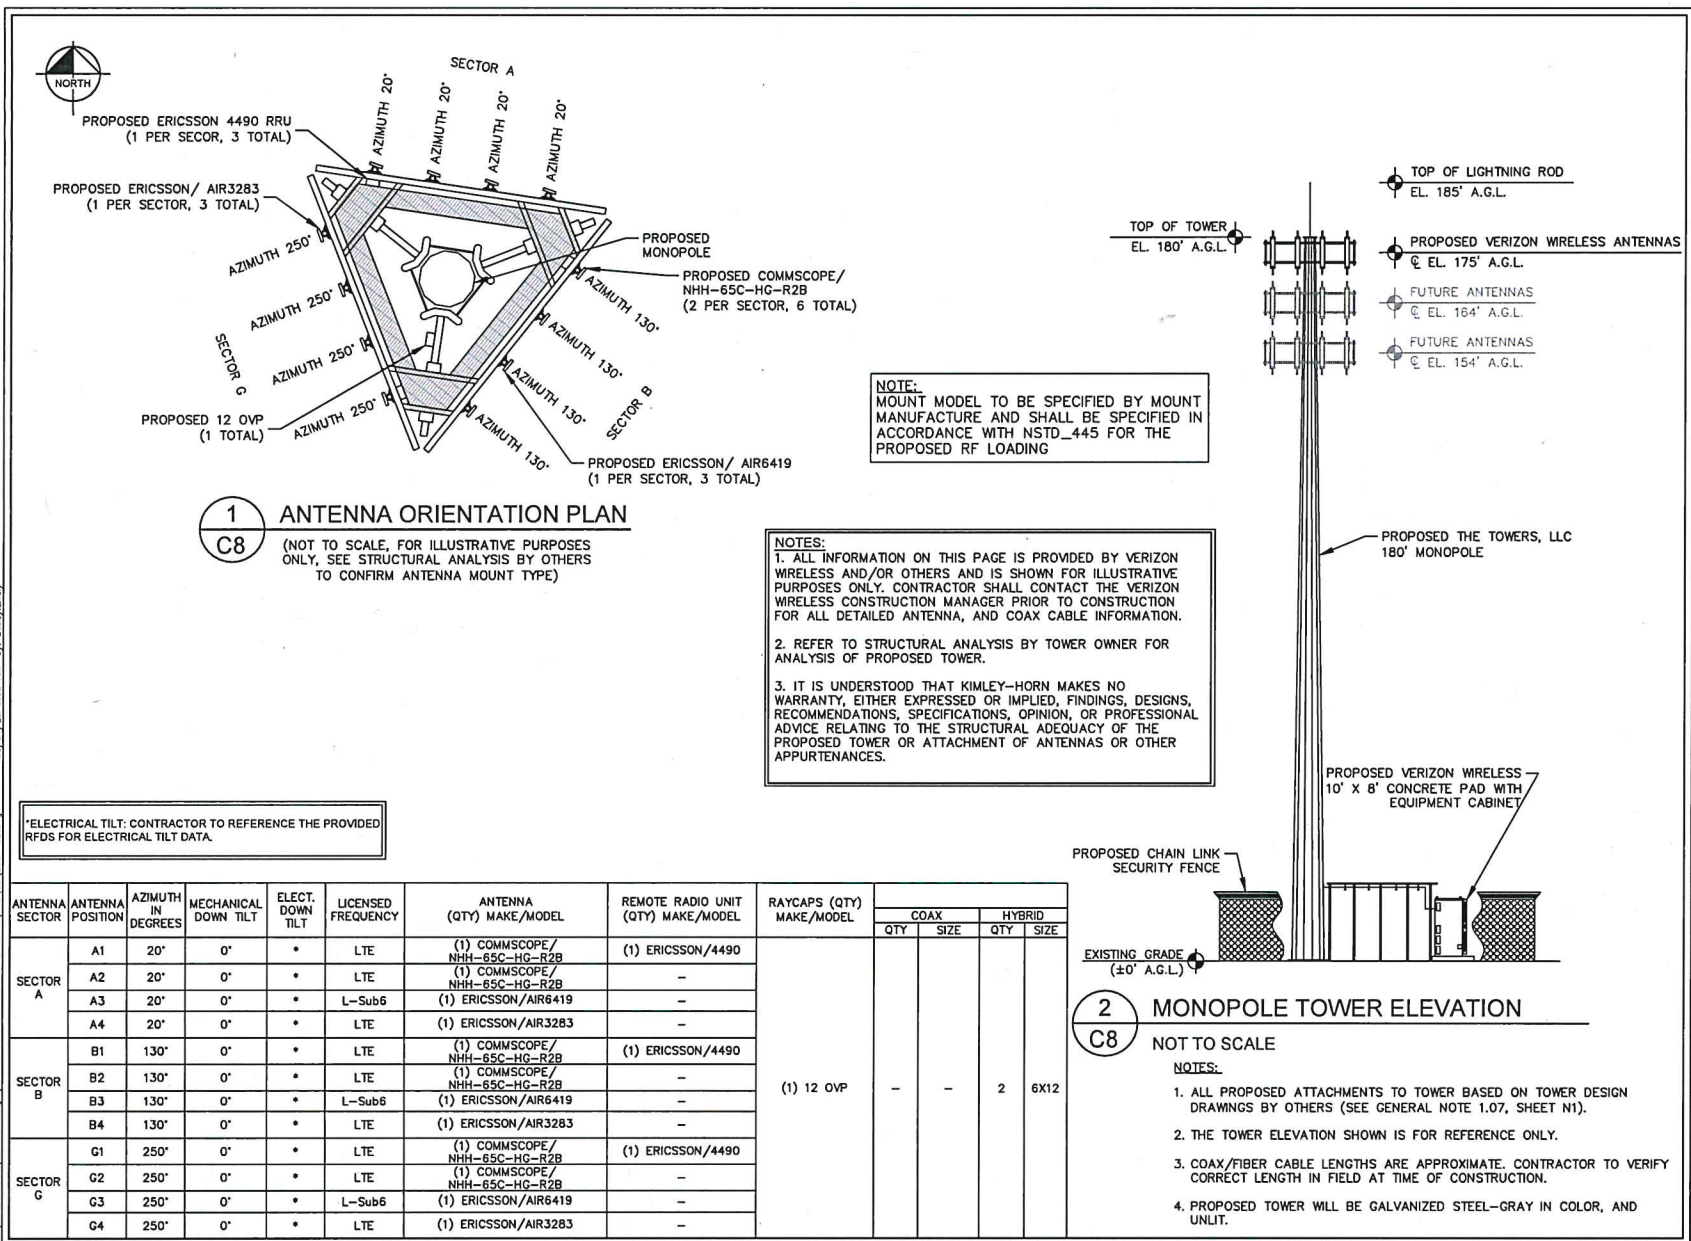 NORTH
SECTOR A
AZIMUTH 20°
AZIMUTH 20°
AZIMUTH 20°
AZIMUTH 20°
PROPOSED ERICSSON 4490 RRU
(1 PER SECOR, 3 TOTAL)
PROPOSED ERICSSON/ AIR3283
(1 PER SECTOR, 3 TOTAL)
AZIMUTH 250°
AZIMUTH 250°
AZIMUTH 250°
AZIMUTH 250°
SECTOR G
PROPOSED
MONOPOLE
PROPOSED COMMSCOPE/
NHH-65C-HG-R2B
(2 PER SECTOR, 6 TOTAL)
AZIMUTH 130°
AZIMUTH 130°
AZIMUTH 130°
AZIMUTH 130°
SECTOR B
PROPOSED 12 OVP
(1 TOTAL)
PROPOSED ERICSSON/ AIR6419
(1 PER SECTOR, 3 TOTAL)
1
C8
ANTENNA ORIENTATION PLAN
(NOT TO SCALE, FOR ILLUSTRATIVE PURPOSES
ONLY, SEE STRUCTURAL ANALYSIS BY OTHERS
TO CONFIRM ANTENNA MOUNT TYPE)
NOTE:
MOUNT MODEL TO BE SPECIFIED BY MOUNT
MANUFACTURE AND SHALL BE SPECIFIED IN
ACCORDANCE WITH NSTD_445 FOR THE
PROPOSED RF LOADING
NOTES:
1. ALL INFORMATION ON THIS PAGE IS PROVIDED BY VERIZON
WIRELESS AND/OR OTHERS AND IS SHOWN FOR ILLUSTRATIVE
PURPOSES ONLY. CONTRACTOR SHALL CONTACT THE VERIZON
WIRELESS CONSTRUCTION MANAGER PRIOR TO CONSTRUCTION
FOR ALL DETAILED ANTENNA, AND COAX CABLE INFORMATION.
2. REFER TO STRUCTURAL ANALYSIS BY TOWER OWNER FOR
ANALYSIS OF PROPOSED TOWER.
3. IT IS UNDERSTOOD THAT KIMLEY-HORN MAKES NO
WARRANTY, EITHER EXPRESSED OR IMPLIED, FINDINGS, DESIGNS,
RECOMMENDATIONS, SPECIFICATIONS, OPINION, OR PROFESSIONAL
ADVICE RELATING TO THE STRUCTURAL ADEQUACY OF THE
PROPOSED TOWER OR ATTACHMENT OF ANTENNAS OR OTHER
APPURTENANCES.
TOP OF LIGHTNING ROD
EL. 185' A.G.L.
TOP OF TOWER
EL. 180' A.G.L.
PROPOSED VERIZON WIRELESS ANTENNAS
℄ EL. 175' A.G.L.
FUTURE ANTENNAS
℄ EL. 164' A.G.L.
FUTURE ANTENNAS
℄ EL. 154' A.G.L.
PROPOSED THE TOWERS, LLC
180' MONOPOLE
PROPOSED VERIZON WIRELESS
10' X 8' CONCRETE PAD WITH
EQUIPMENT CABINET
PROPOSED CHAIN LINK
SECURITY FENCE
EXISTING GRADE
(±0' A.G.L.)
2
C8
MONOPOLE TOWER ELEVATION
NOT TO SCALE
NOTES:
1. ALL PROPOSED ATTACHMENTS TO TOWER BASED ON TOWER DESIGN
DRAWINGS BY OTHERS (SEE GENERAL NOTE 1.07, SHEET N1).
2. THE TOWER ELEVATION SHOWN IS FOR REFERENCE ONLY.
3. COAX/FIBER CABLE LENGTHS ARE APPROXIMATE. CONTRACTOR TO VERIFY
CORRECT LENGTH IN FIELD AT TIME OF CONSTRUCTION.
4. PROPOSED TOWER WILL BE GALVANIZED STEEL-GRAY IN COLOR, AND
UNLIT.
*ELECTRICAL TILT: CONTRACTOR TO REFERENCE THE PROVIDED
RFDS FOR ELECTRICAL TILT DATA.
ANTENNA SECTOR ANTENNA POSITION AZIMUTH IN DEGREES MECHANICAL DOWN TILT ELECT. DOWN TILT LICENSED FREQUENCY ANTENNA (QTY) MAKE/MODEL REMOTE RADIO UNIT (QTY) MAKE/MODEL RAYCAPS (QTY) MAKE/MODEL
COAX HYBRID
QTY SIZE QTY SIZE
SECTOR A
A1 20° 0° * LTE (1) COMMSCOPE/ NHH-65C-HG-R2B (1) ERICSSON/4490
A2 20° 0° * LTE (1) COMMSCOPE/ NHH-65C-HG-R2B -
A3 20° 0° * L-Sub6 (1) ERICSSON/AIR6419 -
A4 20° 0° * LTE (1) ERICSSON/AIR3283 -
SECTOR B
B1 130° 0° * LTE (1) COMMSCOPE/ NHH-65C-HG-R2B (1) ERICSSON/4490
B2 130° 0° * LTE (1) COMMSCOPE/ NHH-65C-HG-R2B -
B3 130° 0° * L-Sub6 (1) ERICSSON/AIR6419 -
B4 130° 0° * LTE (1) ERICSSON/AIR3283 -
(1) 12 OVP - - 2 6X12
SECTOR G
G1 250° 0° * LTE (1) COMMSCOPE/ NHH-65C-HG-R2B (1) ERICSSON/4490
G2 250° 0° * LTE (1) COMMSCOPE/ NHH-65C-HG-R2B -
G3 250° 0° * L-Sub6 (1) ERICSSON/AIR6419 -
G4 250° 0° * LTE (1) ERICSSON/AIR3283 -